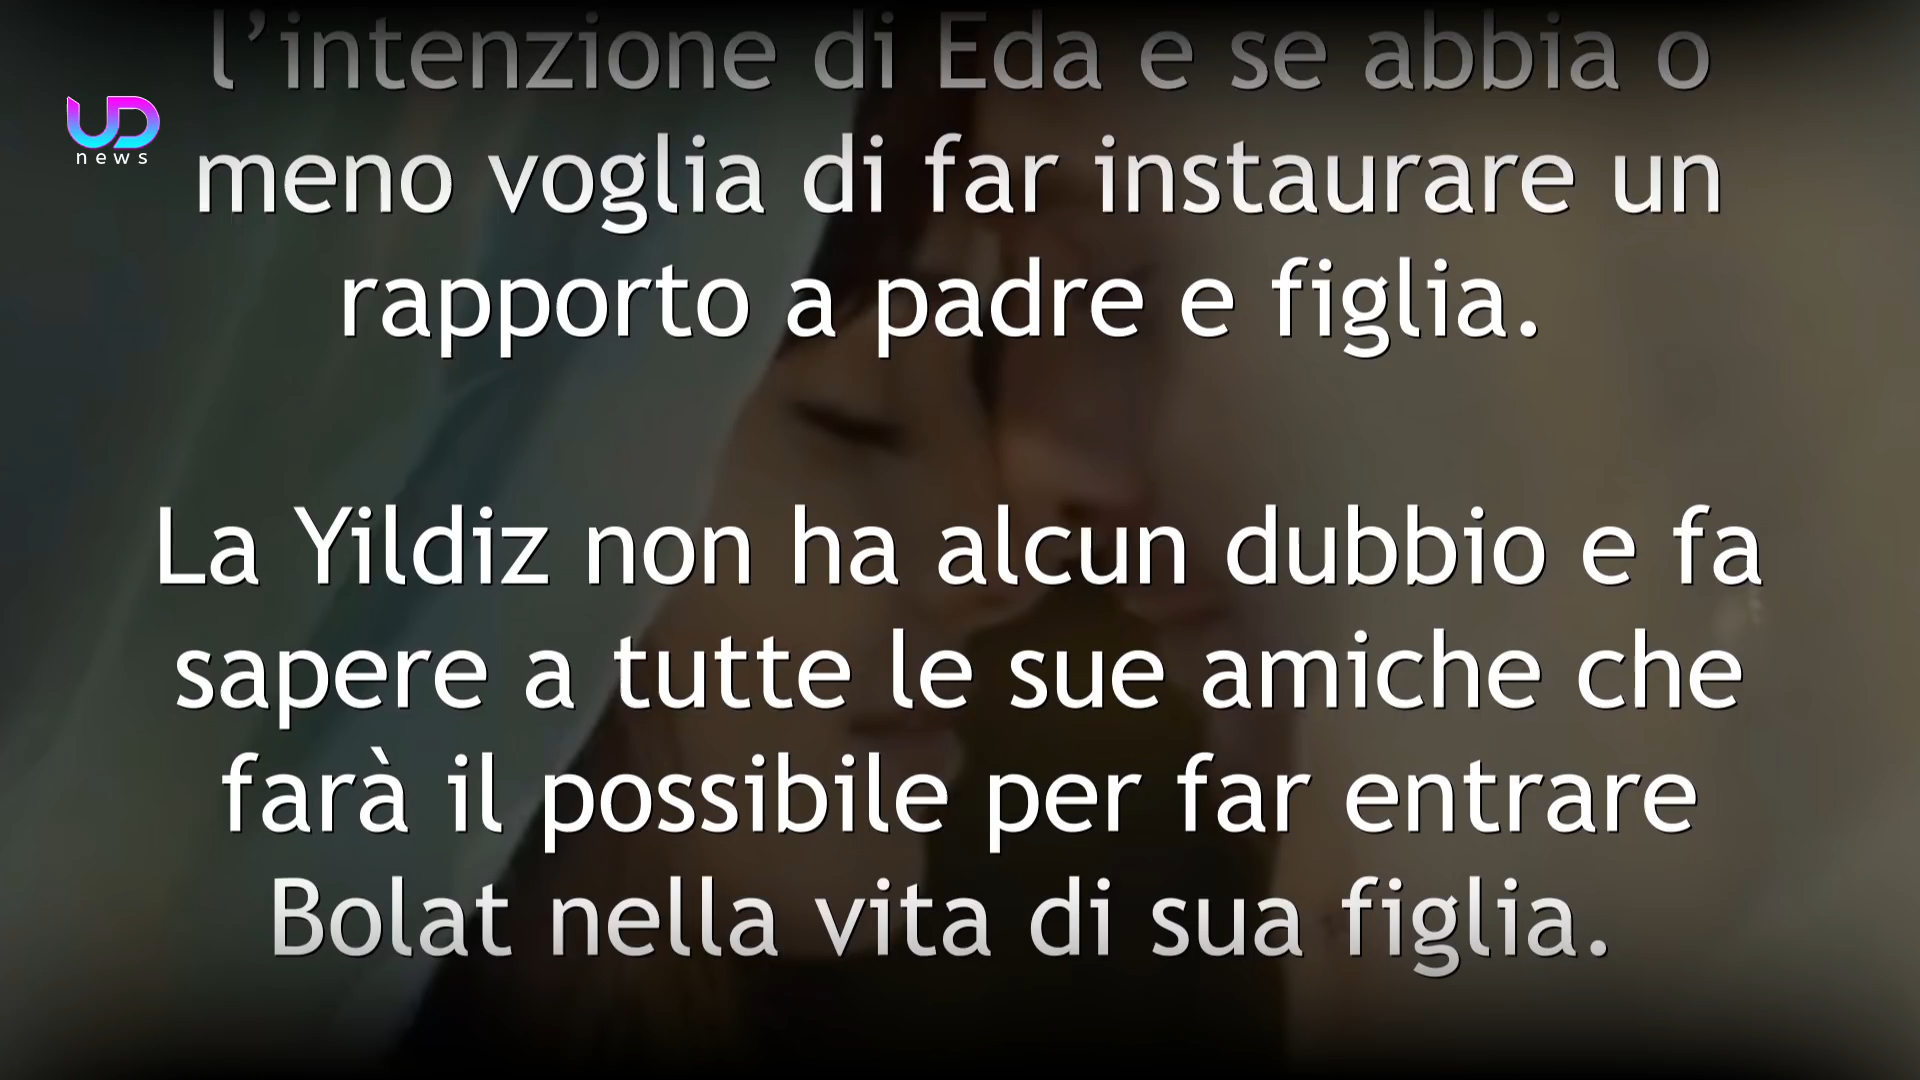 l’intenzione di Eda e se abbia o
UD
news
meno voglia di far instaurare un
rapporto a padre e figlia.
La Yildiz non ha alcun dubbio e fa
sapere a tutte le sue amiche che
farà il possibile per far entrare
Bolat nella vita di sua figlia.